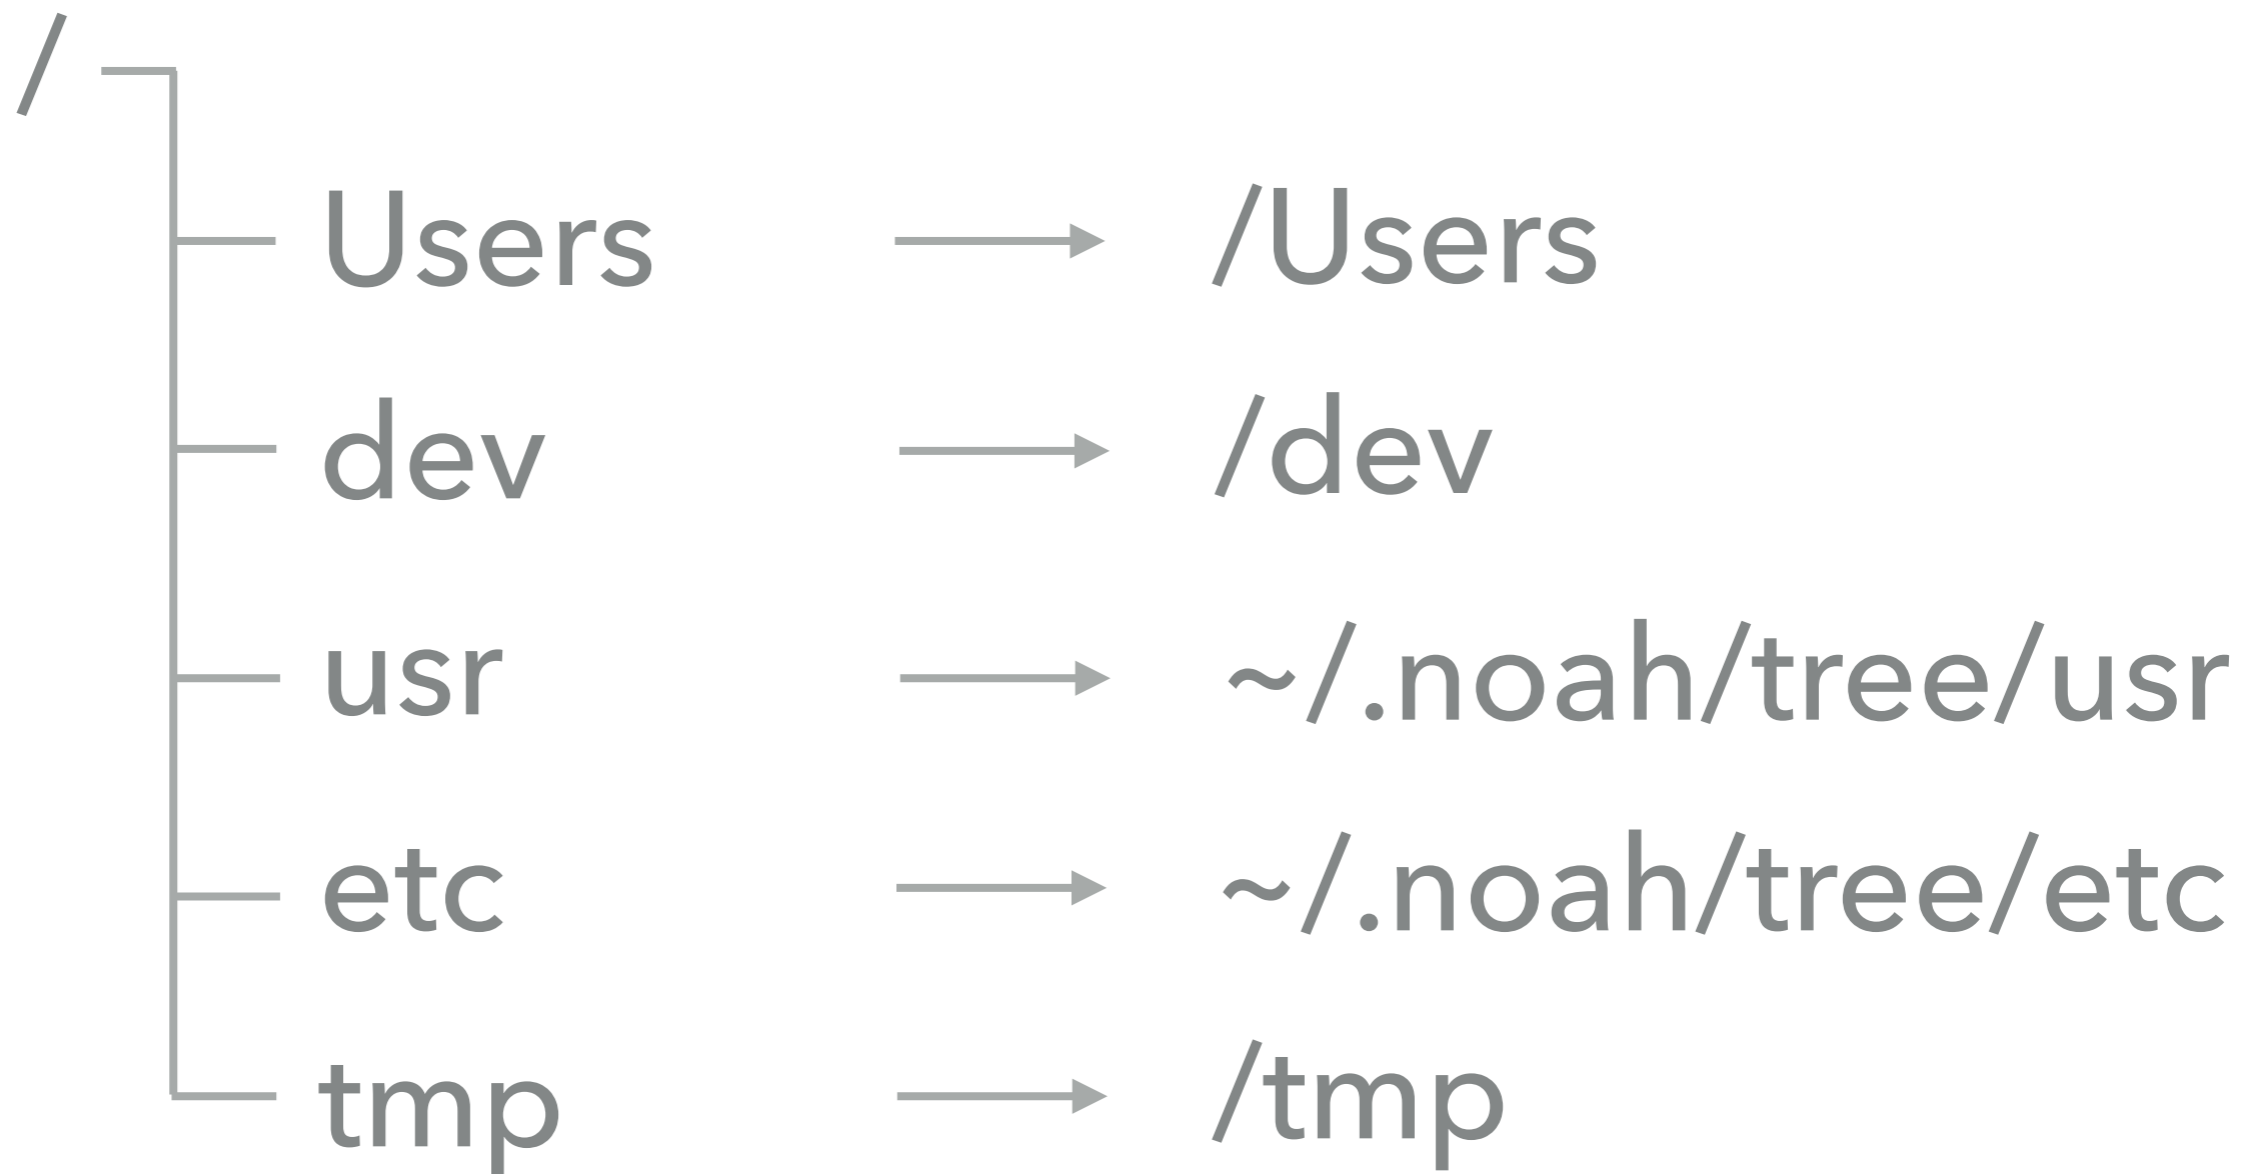 /
Users /Users
dev /dev
usr ~/.noah/tree/usr
etc ~/.noah/tree/etc
tmp /tmp